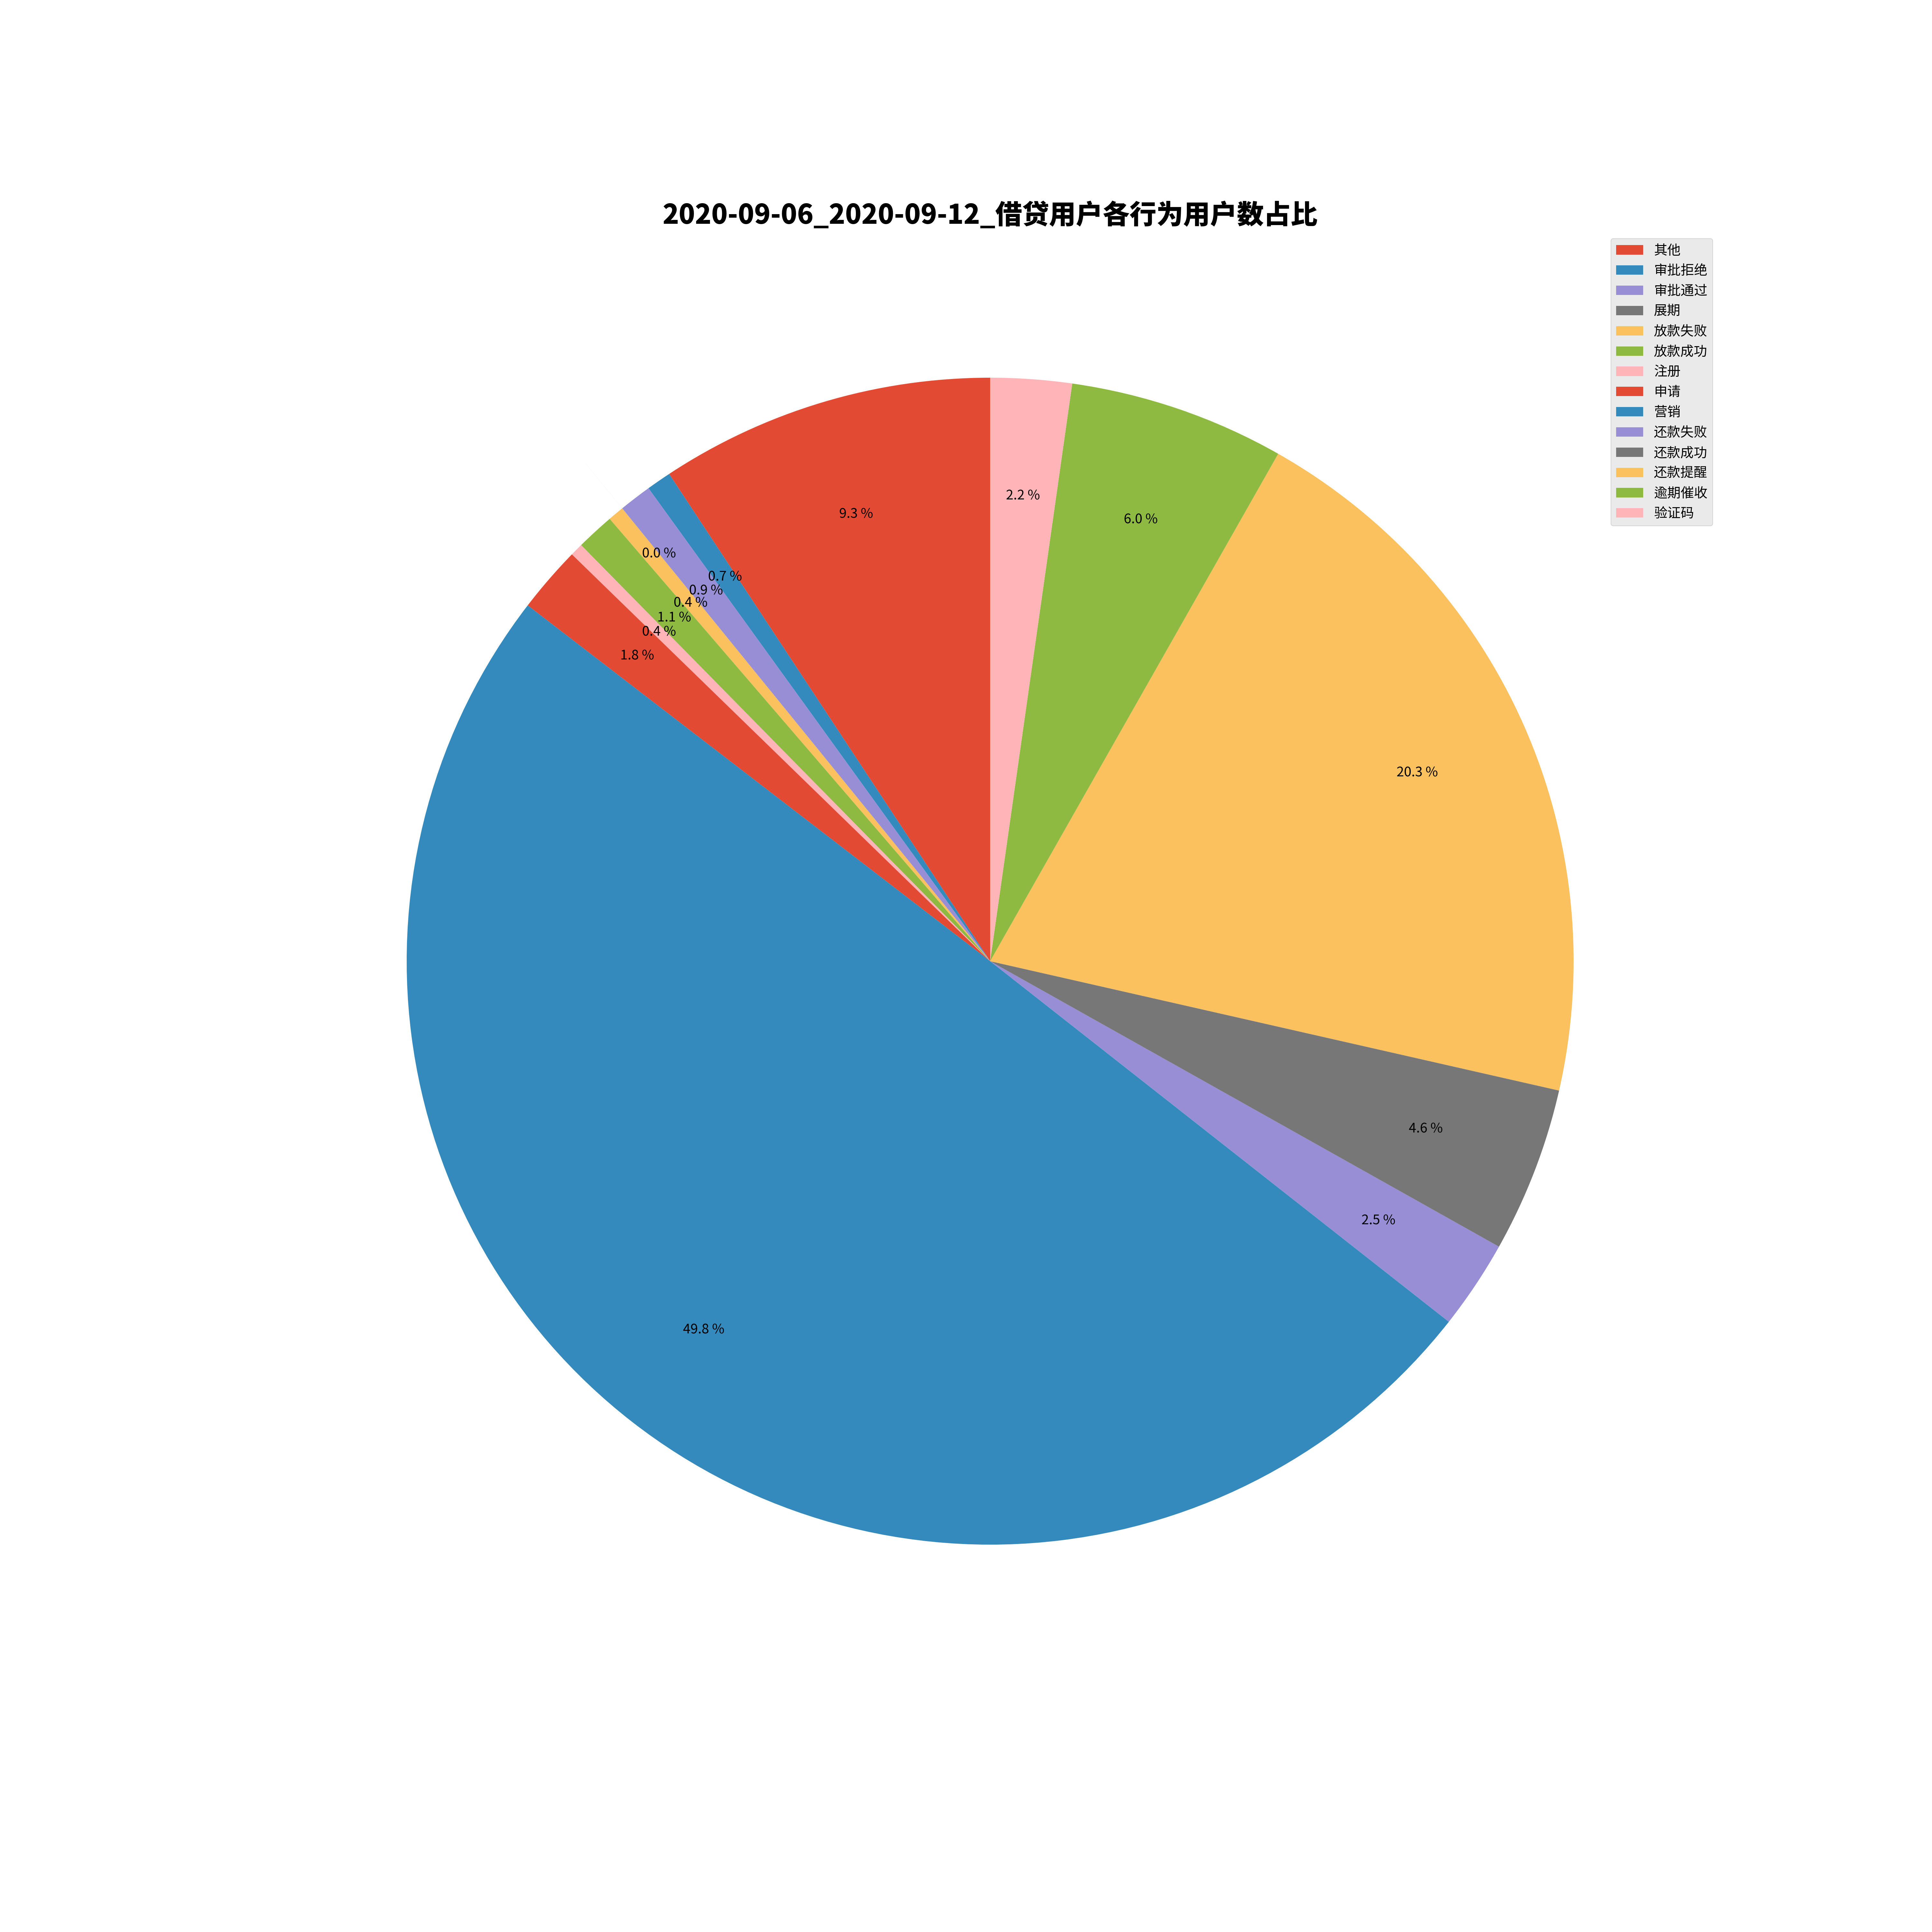 2020-09-06_2020-09-12_借贷用户各行为用户数占比
其他
审批拒绝
审批通过
展期
放款失败
放款成功
注册
申请
营销
还款失败
还款成功
还款提醒
逾期催收
验证码
2.2 %
9.3 %
6.0 %
0.0 %
0.7 %
0.9 %
0.4 %
1.1 %
0.4 %
1.8 %
20.3 %
4.6 %
2.5 %
49.8 %